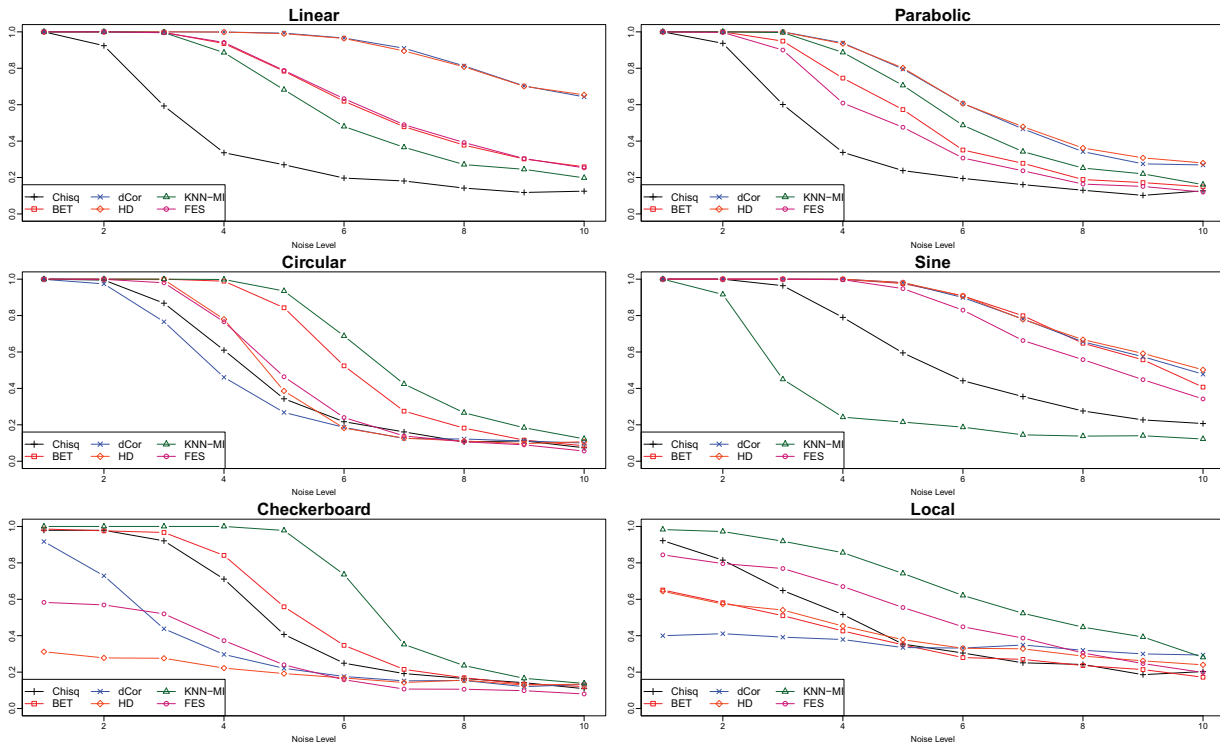 Linear
0.0 0.2 0.4 0.6 0.8 1.0
Chisq dCor KNN−MI
BET HD FES
2 4 6 8 10
Noise Level
Parabolic
0.0 0.2 0.4 0.6 0.8 1.0
Chisq dCor KNN−MI
BET HD FES
2 4 6 8 10
Noise Level
Circular
0.0 0.2 0.4 0.6 0.8 1.0
Chisq dCor KNN−MI
BET HD FES
2 4 6 8 10
Noise Level
Sine
0.0 0.2 0.4 0.6 0.8 1.0
Chisq dCor KNN−MI
BET HD FES
2 4 6 8 10
Noise Level
Checkerboard
0.0 0.2 0.4 0.6 0.8 1.0
Chisq dCor KNN−MI
BET HD FES
2 4 6 8 10
Noise Level
Local
0.0 0.2 0.4 0.6 0.8 1.0
Chisq dCor KNN−MI
BET HD FES
2 4 6 8 10
Noise Level